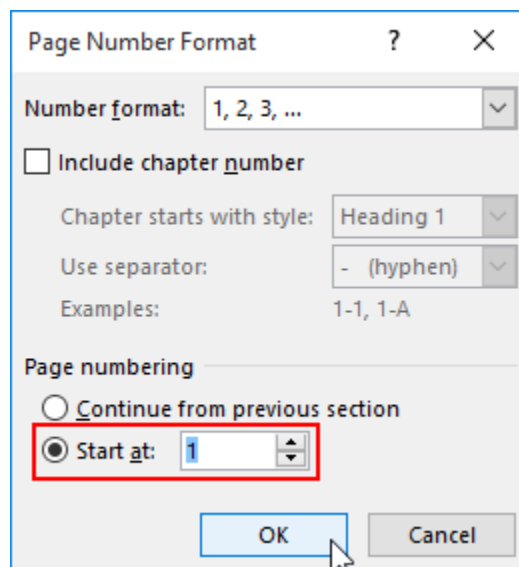 Page Number Format ? ×
Number format: 1, 2, 3, ...
Include chapter number
Chapter starts with style: Heading 1
Use separator: - (hyphen)
Examples: 1-1, 1-A
Page numbering
Continue from previous section
Start at: 1
OK Cancel